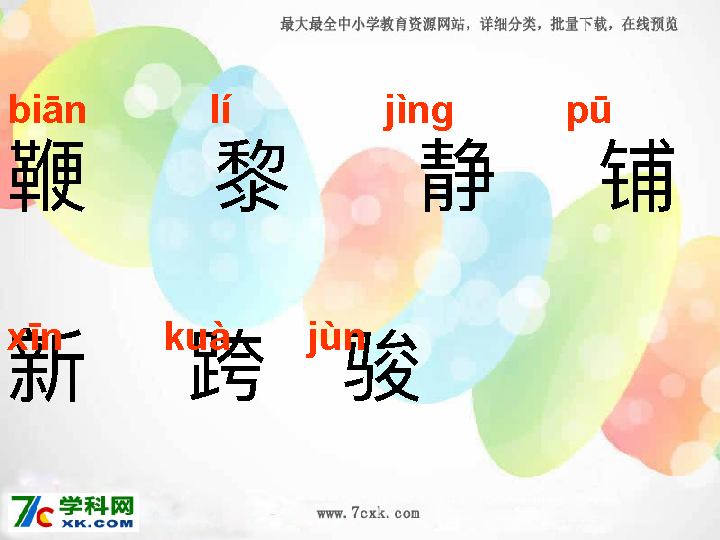 最大最全中小学教育资源网站，详细分类，批量下载，在线预览
biān lí jìng pū
鞭 黎 静 铺
xīn kuà jùn
新 跨 骏
7C 学科网
XK.COM
www.7cxk.com